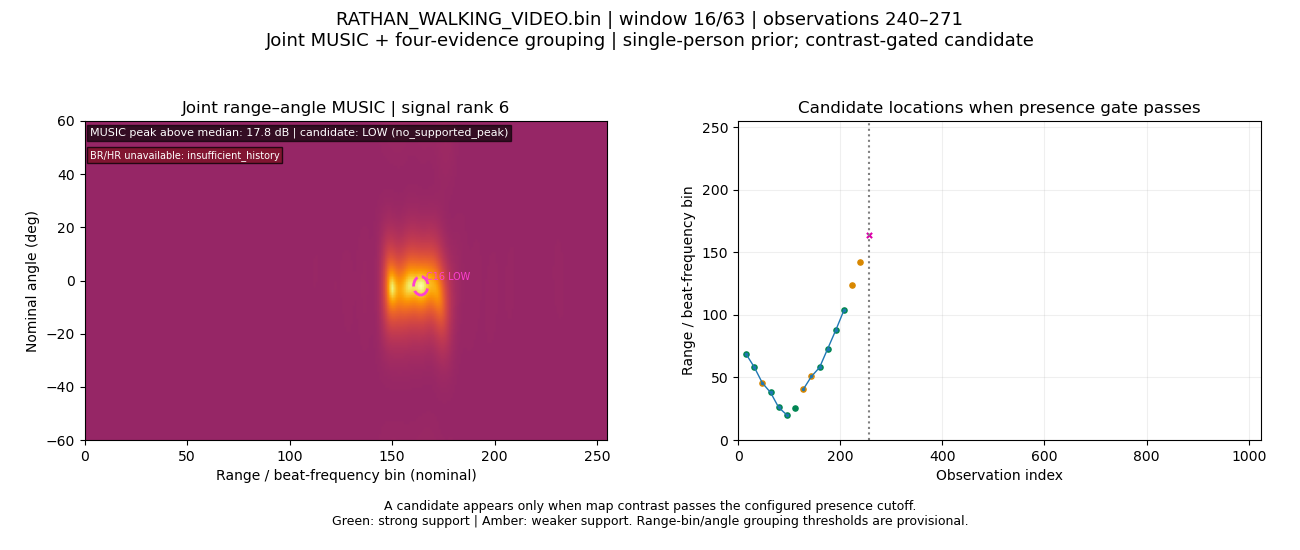 RATHAN_WALKING_VIDEO.bin | window 16/63 | observations 240–271
Joint MUSIC + four-evidence grouping | single-person prior; contrast-gated candidate
Joint range–angle MUSIC | signal rank 6
MUSIC peak above median: 17.8 dB | candidate: LOW (no_supported_peak)
BR/HR unavailable: insufficient_history
LOW
60
40
20
0
−20
−40
−60
Nominal angle (deg)
0
50
100
150
200
250
Range / beat-frequency bin (nominal)
Candidate locations when presence gate passes
250
200
150
100
50
0
Range / beat-frequency bin
0
200
400
600
800
1000
Observation index
A candidate appears only when map contrast passes the configured presence cutoff.
Green: strong support | Amber: weaker support. Range-bin/angle grouping thresholds are provisional.